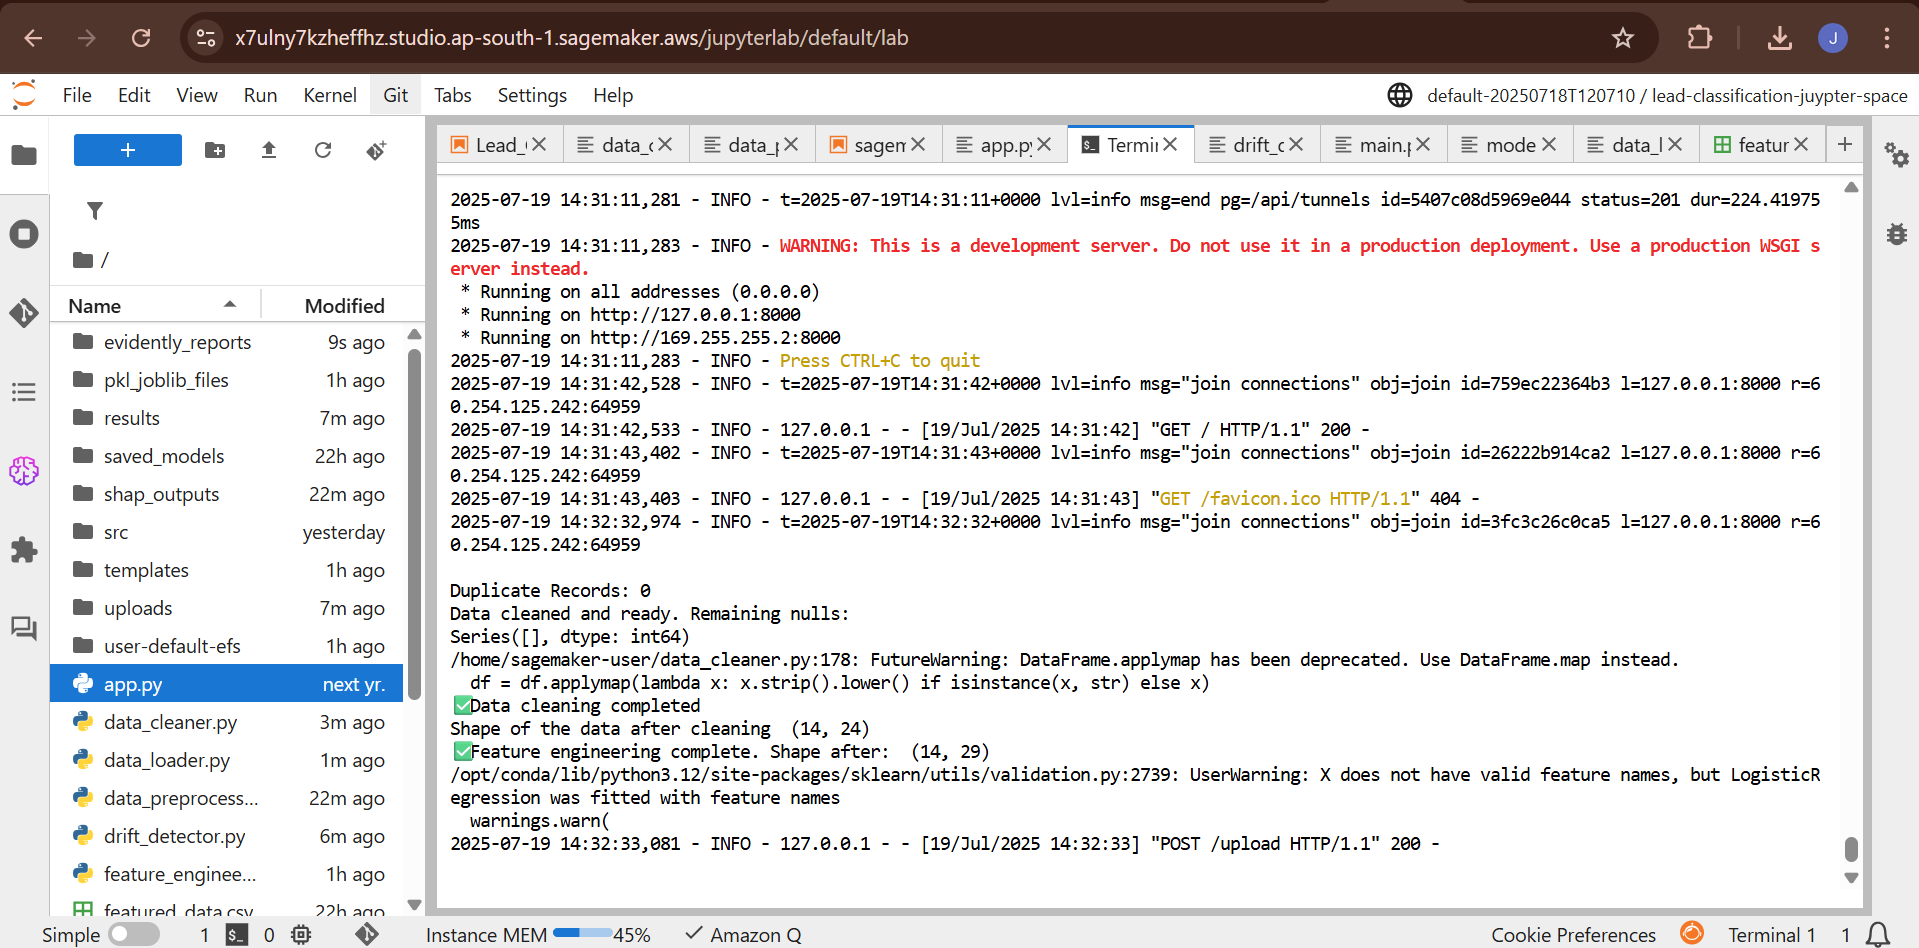 x7ulny7kzheffhz.studio.ap-south-1.sagemaker.aws/jupyterlab/default/lab
J
File Edit View Run Kernel Git Tabs Settings Help
default-20250718T120710 / lead-classification-juypter-space
+
Lead_ data_c data_p sagem app.py Termin drift_d main.p mode data_l featur +
/
Name Modified
evidently_reports 9s ago
pkl_joblib_files 1h ago
results 7m ago
saved_models 22h ago
shap_outputs 22m ago
src yesterday
templates 1h ago
uploads 7m ago
user-default-efs 1h ago
app.py next yr.
data_cleaner.py 3m ago
data_loader.py 1m ago
data_preprocess... 22m ago
drift_detector.py 6m ago
feature_enginee... 1h ago
featured_data.csv 22h ago
2025-07-19 14:31:11,281 - INFO - t=2025-07-19T14:31:11+0000 lvl=info msg=end pg=/api/tunnels id=5407c08d5969e044 status=201 dur=224.41975
5ms
2025-07-19 14:31:11,283 - INFO - WARNING: This is a development server. Do not use it in a production deployment. Use a production WSGI s
erver instead.
* Running on all addresses (0.0.0.0)
* Running on http://127.0.0.1:8000
* Running on http://169.255.255.2:8000
2025-07-19 14:31:11,283 - INFO - Press CTRL+C to quit
2025-07-19 14:31:42,528 - INFO - t=2025-07-19T14:31:42+0000 lvl=info msg="join connections" obj=join id=759ec22364b3 l=127.0.0.1:8000 r=6
0.254.125.242:64959
2025-07-19 14:31:42,533 - INFO - 127.0.0.1 - - [19/Jul/2025 14:31:42] "GET / HTTP/1.1" 200 -
2025-07-19 14:31:43,402 - INFO - t=2025-07-19T14:31:43+0000 lvl=info msg="join connections" obj=join id=26222b914ca2 l=127.0.0.1:8000 r=6
0.254.125.242:64959
2025-07-19 14:31:43,403 - INFO - 127.0.0.1 - - [19/Jul/2025 14:31:43] "GET /favicon.ico HTTP/1.1" 404 -
2025-07-19 14:32:32,974 - INFO - t=2025-07-19T14:32:32+0000 lvl=info msg="join connections" obj=join id=3fc3c26c0ca5 l=127.0.0.1:8000 r=6
0.254.125.242:64959
Duplicate Records: 0
Data cleaned and ready. Remaining nulls:
Series([], dtype: int64)
/home/sagemaker-user/data_cleaner.py:178: FutureWarning: DataFrame.applymap has been deprecated. Use DataFrame.map instead.
df = df.applymap(lambda x: x.strip().lower() if isinstance(x, str) else x)
✅Data cleaning completed
Shape of the data after cleaning  (14, 24)
✅Feature engineering complete. Shape after:  (14, 29)
/opt/conda/lib/python3.12/site-packages/sklearn/utils/validation.py:2739: UserWarning: X does not have valid feature names, but LogisticR
egression was fitted with feature names
warnings.warn(
2025-07-19 14:32:33,081 - INFO - 127.0.0.1 - - [19/Jul/2025 14:32:33] "POST /upload HTTP/1.1" 200 -
Simple 1 $_ 0 Instance MEM 45% Amazon Q Cookie Preferences Terminal 1 1